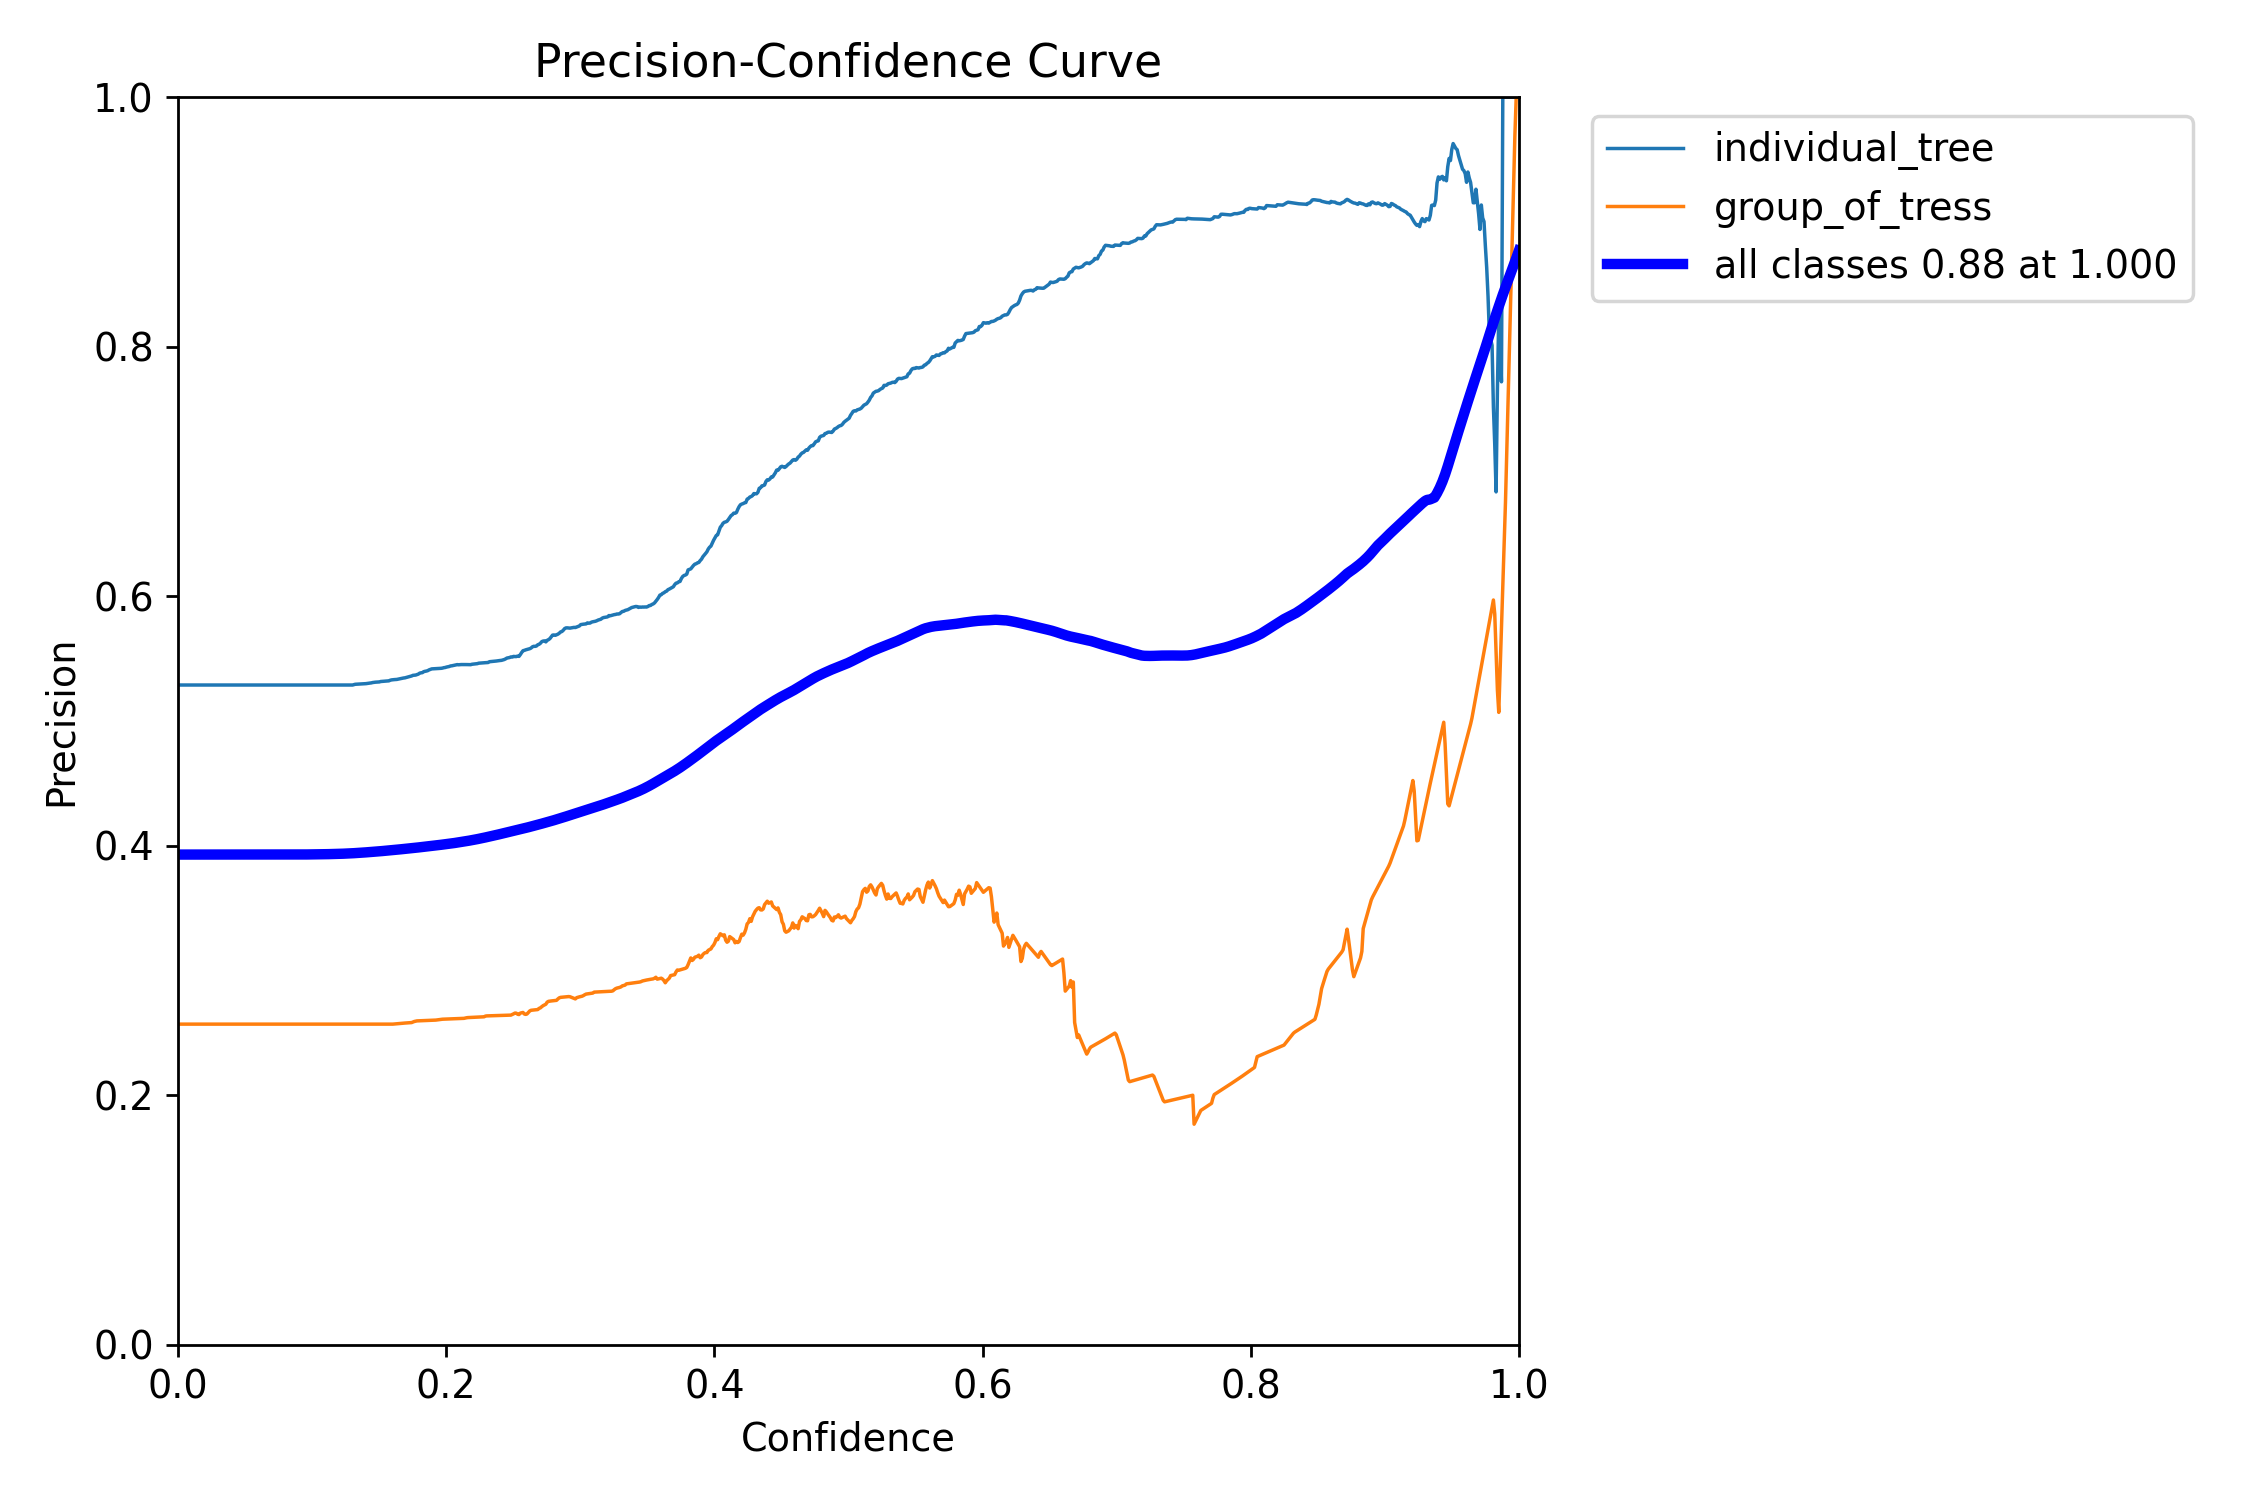 Precision-Confidence Curve
1.0
0.8
0.6
0.4
0.2
0.0
Precision
0.0 0.2 0.4 0.6 0.8 1.0
Confidence
individual_tree
group_of_tress
all classes 0.88 at 1.000